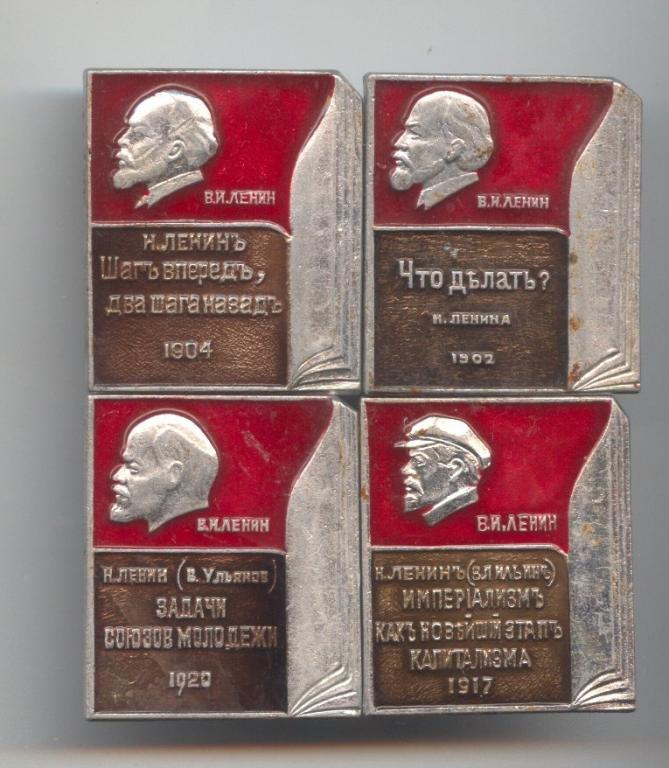 В.И.ЛЕНИН
Н.ЛЕНИНЪ
Шагъ впередъ,
два шага назадъ
1904
В.И.ЛЕНИН
Что дѣлать?
Н. ЛЕНИНА
1902
В.И.ЛЕНИН
Н.ЛЕНИН (В. Ульянов)
ЗАДАЧИ
СОЮЗОВ МОЛОДЕЖИ
1920
В.И.ЛЕНИН
Н.ЛЕНИНЪ (ВЛ.ИЛЬИНЪ)
ИМПЕРІАЛИЗМЪ
КАКЪ НОВѢЙШІЙ ЭТАПЪ
КАПИТАЛИЗМА
1917